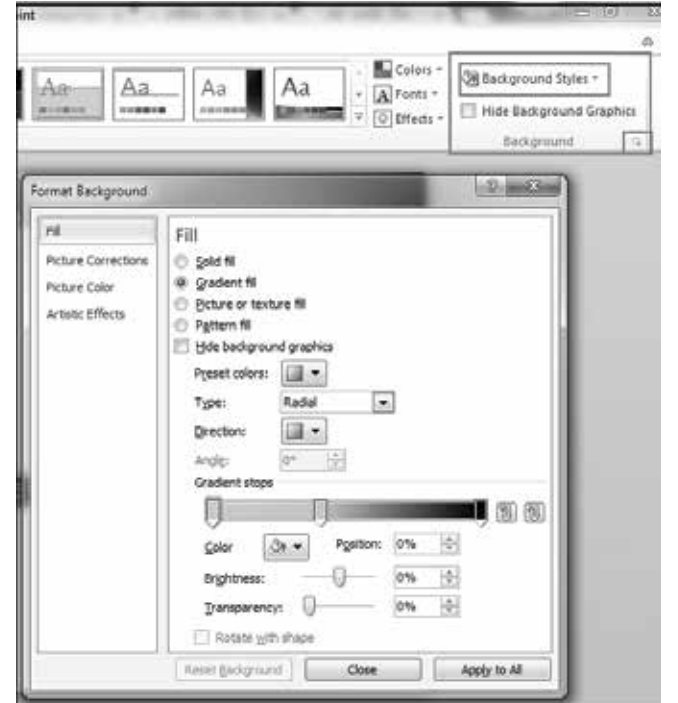 int
Aa Aa Aa Aa
Colors
Fonts
Effects
Background Styles
Hide Background Graphics
Background
Format Background
Fill
Picture Corrections
Picture Color
Artistic Effects
Fill
Solid fill
Gradient fill
Picture or texture fill
Pattern fill
Hide background graphics
Preset colors:
Type: Radial
Direction:
Angle: 0°
Gradient stops
Color Position: 0%
Brightness: 0%
Transparency: 0%
Rotate with shape
Reset Background Close Apply to All